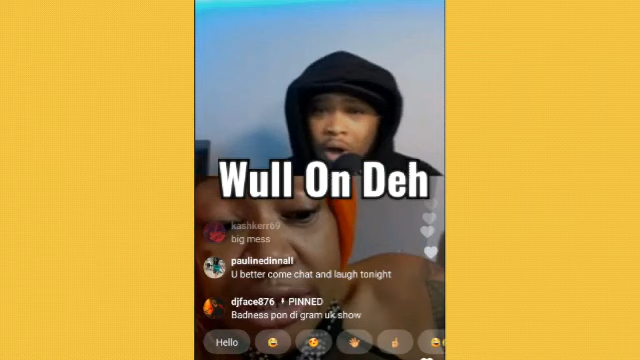 Wull On Deh
kashkerr69
big mess
paulinedinnall
U better come chat and laugh tonight
djface876 PINNED
Badness pon di gram uk show
Hello